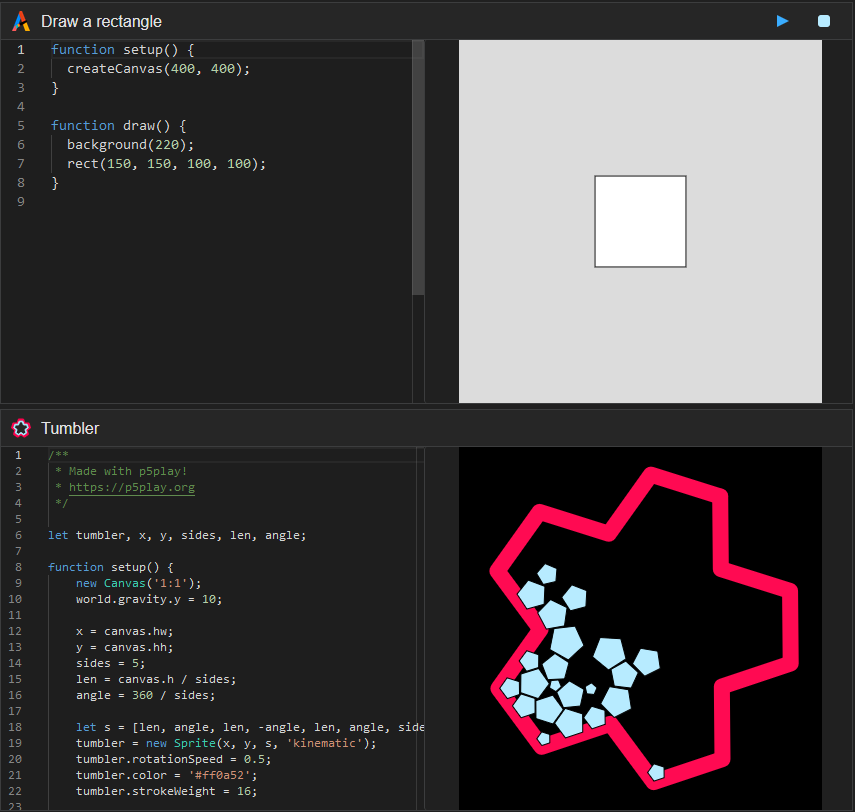 Draw a rectangle
1 function setup() {
2 createCanvas(400, 400);
3 }
4
5 function draw() {
6 background(220);
7 rect(150, 150, 100, 100);
8 }
9
Tumbler
1 /**
2 * Made with p5play!
3 * https://p5play.org
4 */
5
6 let tumbler, x, y, sides, len, angle;
7
8 function setup() {
9 new Canvas('1:1');
10 world.gravity.y = 10;
11
12 x = canvas.hw;
13 y = canvas.hh;
14 sides = 5;
15 len = canvas.h / sides;
16 angle = 360 / sides;
17
18 let s = [len, angle, len, -angle, len, angle, side
19 tumbler = new Sprite(x, y, s, 'kinematic');
20 tumbler.rotationSpeed = 0.5;
21 tumbler.color = '#ff0a52';
22 tumbler.strokeWeight = 16;
23